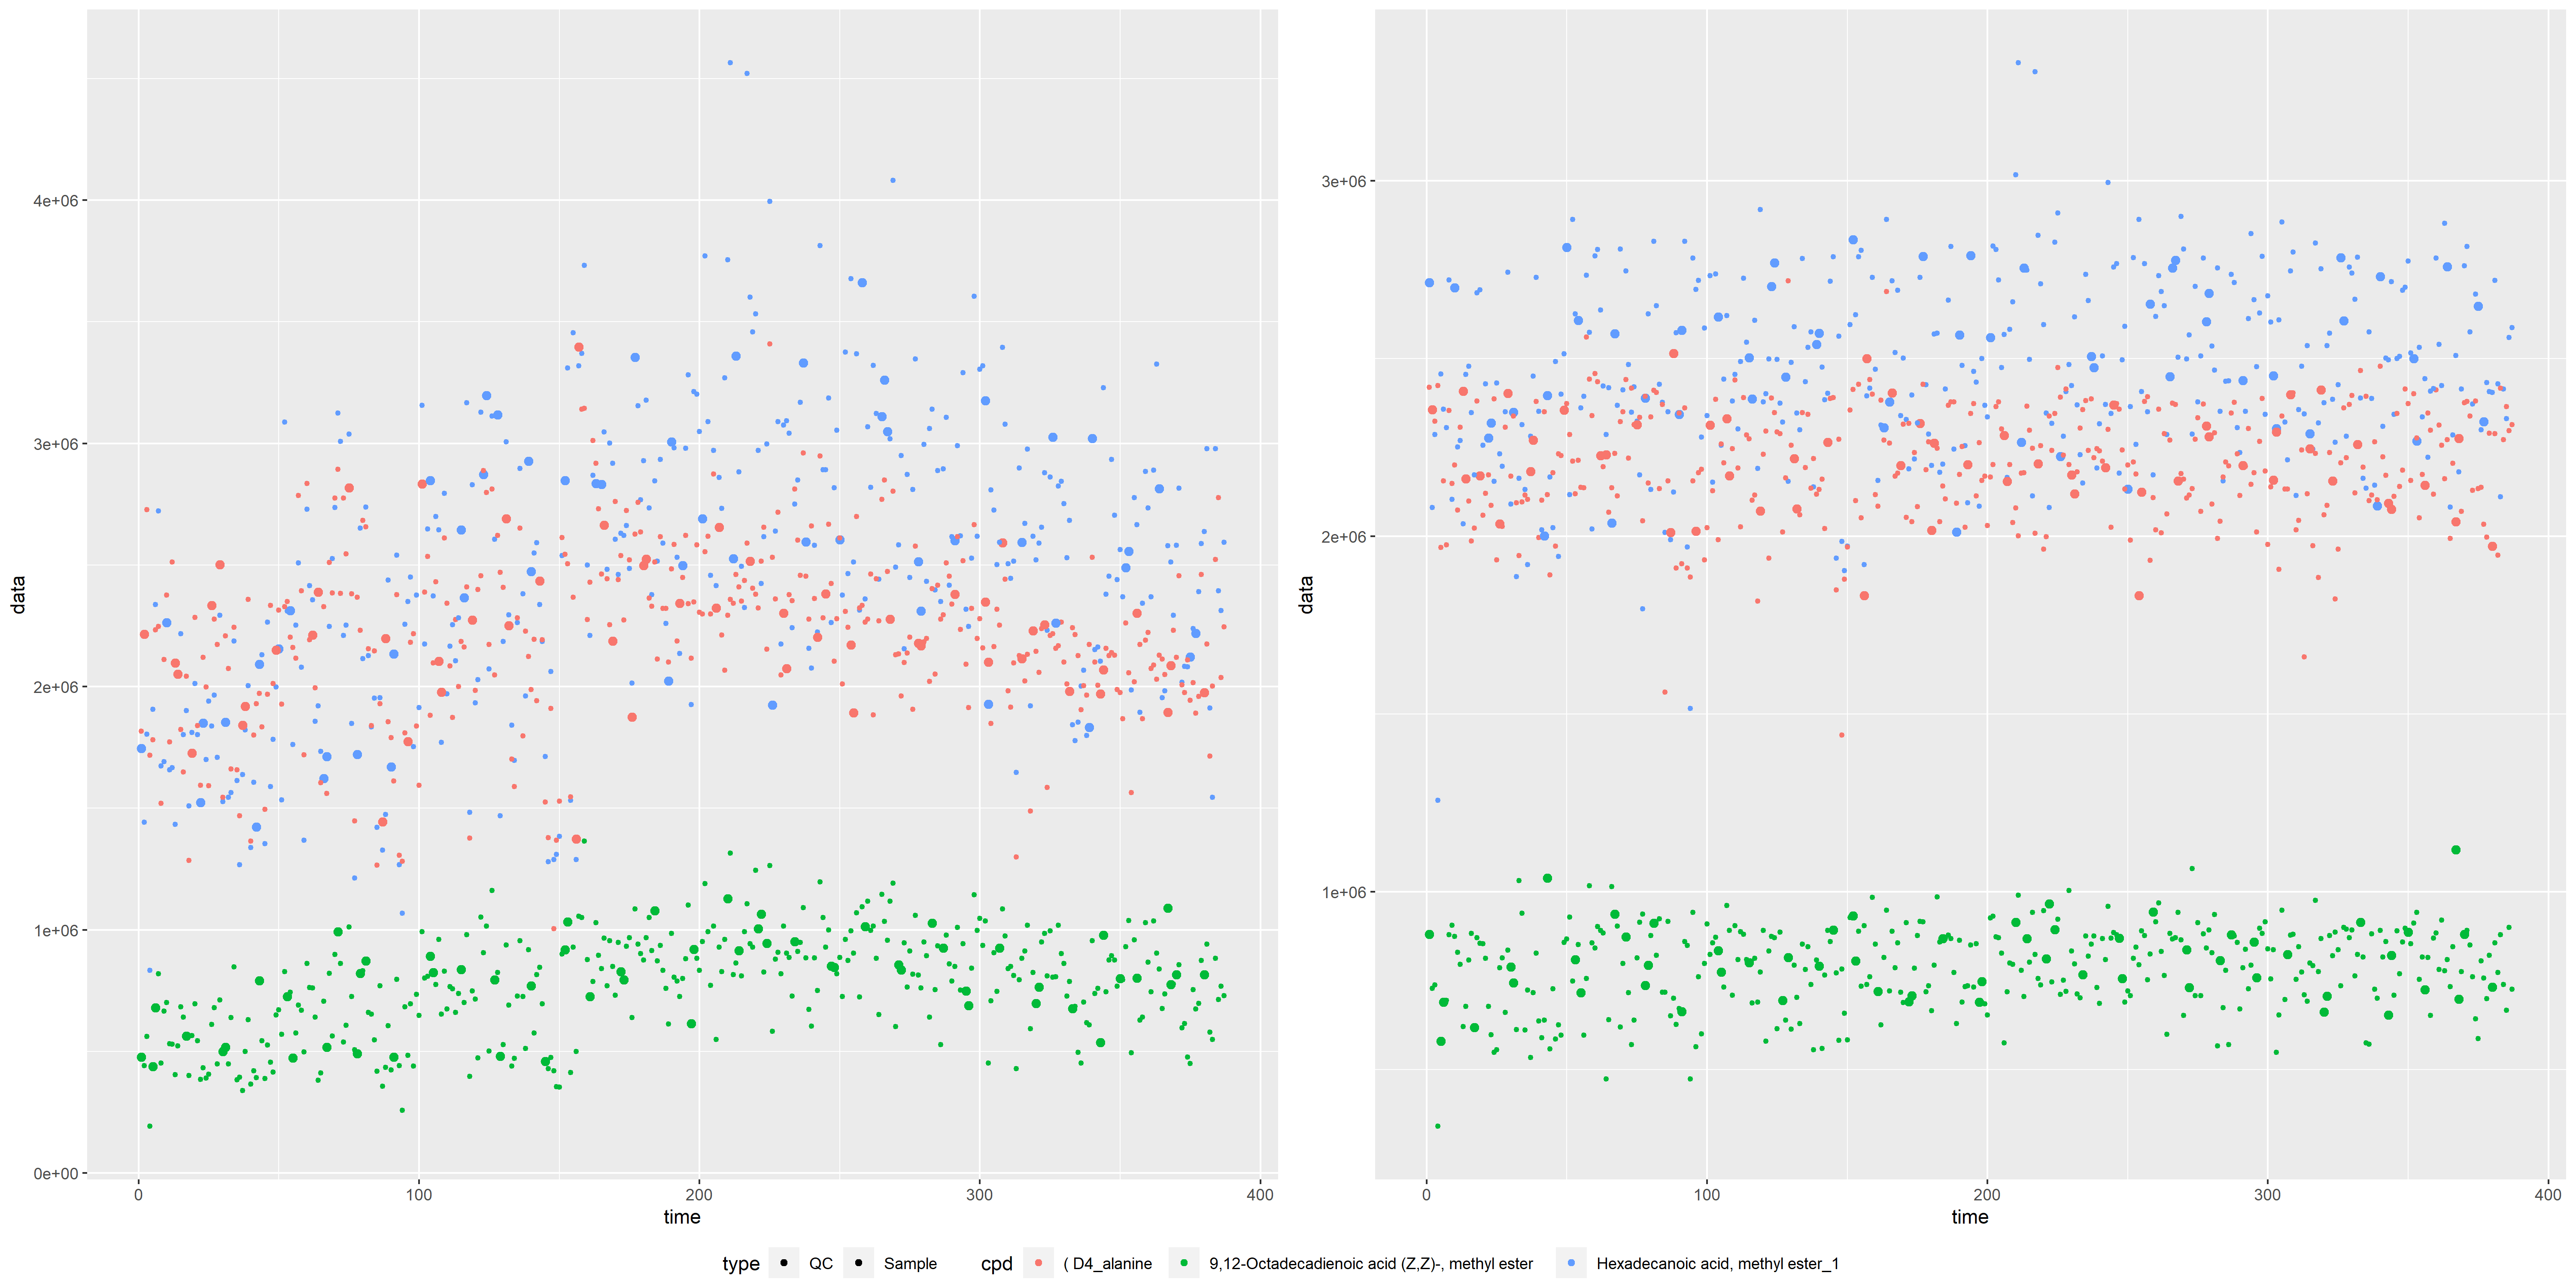 4e+06
3e+06
2e+06
1e+06
0e+00
data
0
100
200
300
400
time
3e+06
2e+06
1e+06
data
0
100
200
300
400
time
type QC Sample cpd ( D4_alanine 9,12-Octadecadienoic acid (Z,Z)-, methyl ester Hexadecanoic acid, methyl ester_1